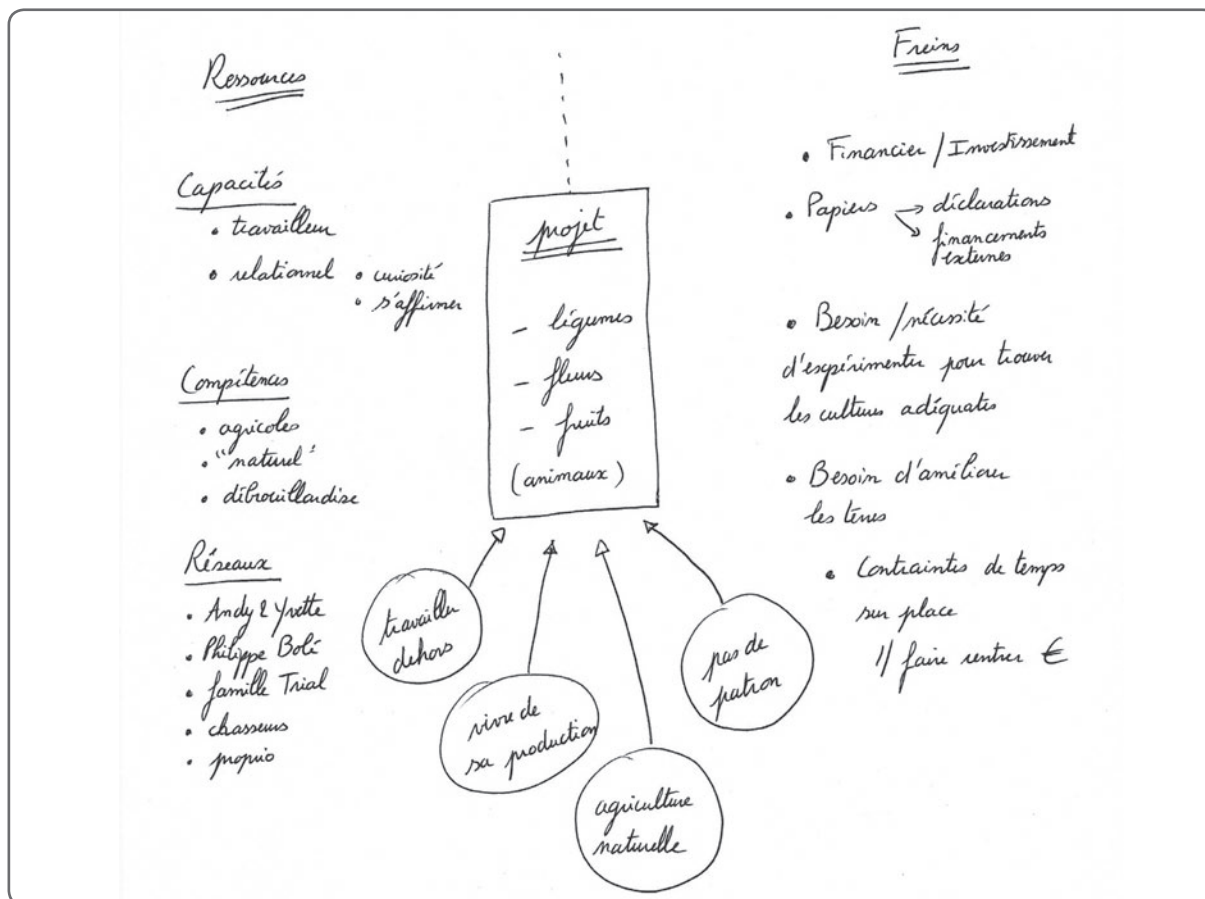 Ressources
Capacités
• travailleur
• relationnel
• curiosité
• s'affirmer
Compétences
• agricoles
• "naturel"
• débrouillardise
Réseaux
• Andy & Yvette
• Philippe Bolé
• famille Trial
• chasseurs
• proprio
projet
- légumes
- fleurs
- fruits
(animaux)
travailler
dehors
vivre de
sa production
agriculture
naturelle
pas de
patron
Freins
• Financier / Investissement
• Papiers → déclarations
→ financements
externes
• Besoin / nécessité
d'expérimenter pour trouver
les cultures adéquates
• Besoin d'améliorer
les terres
• Contraintes de temps
sur place
// faire rentrer €